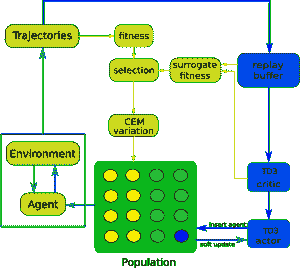 Trajectories
fitness
replay
buffer
selection
surrogate
fitness
CEM
variation
Environment
Agent
TD3
critic
insert agent
TD3
actor
soft update
Population